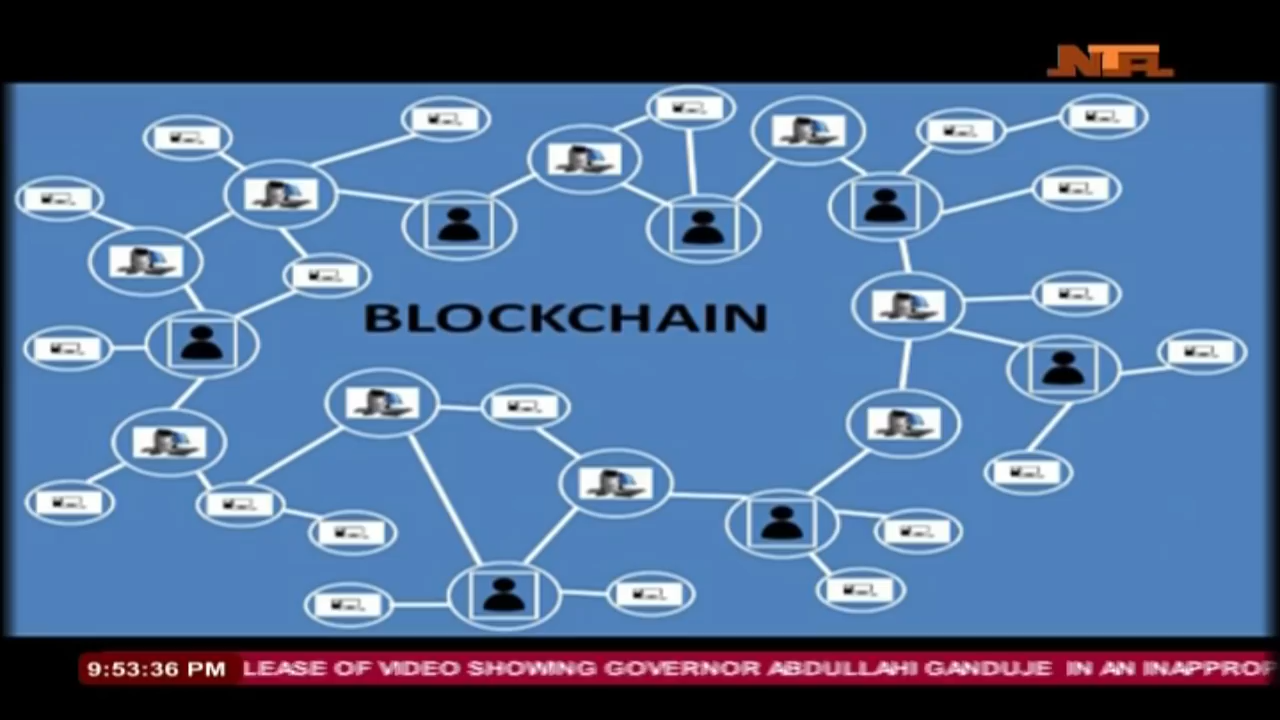 NTA
BLOCKCHAIN
9:53:36 PM LEASE OF VIDEO SHOWING GOVERNOR ABDULLAHI GANDUJE IN AN INAPPROP